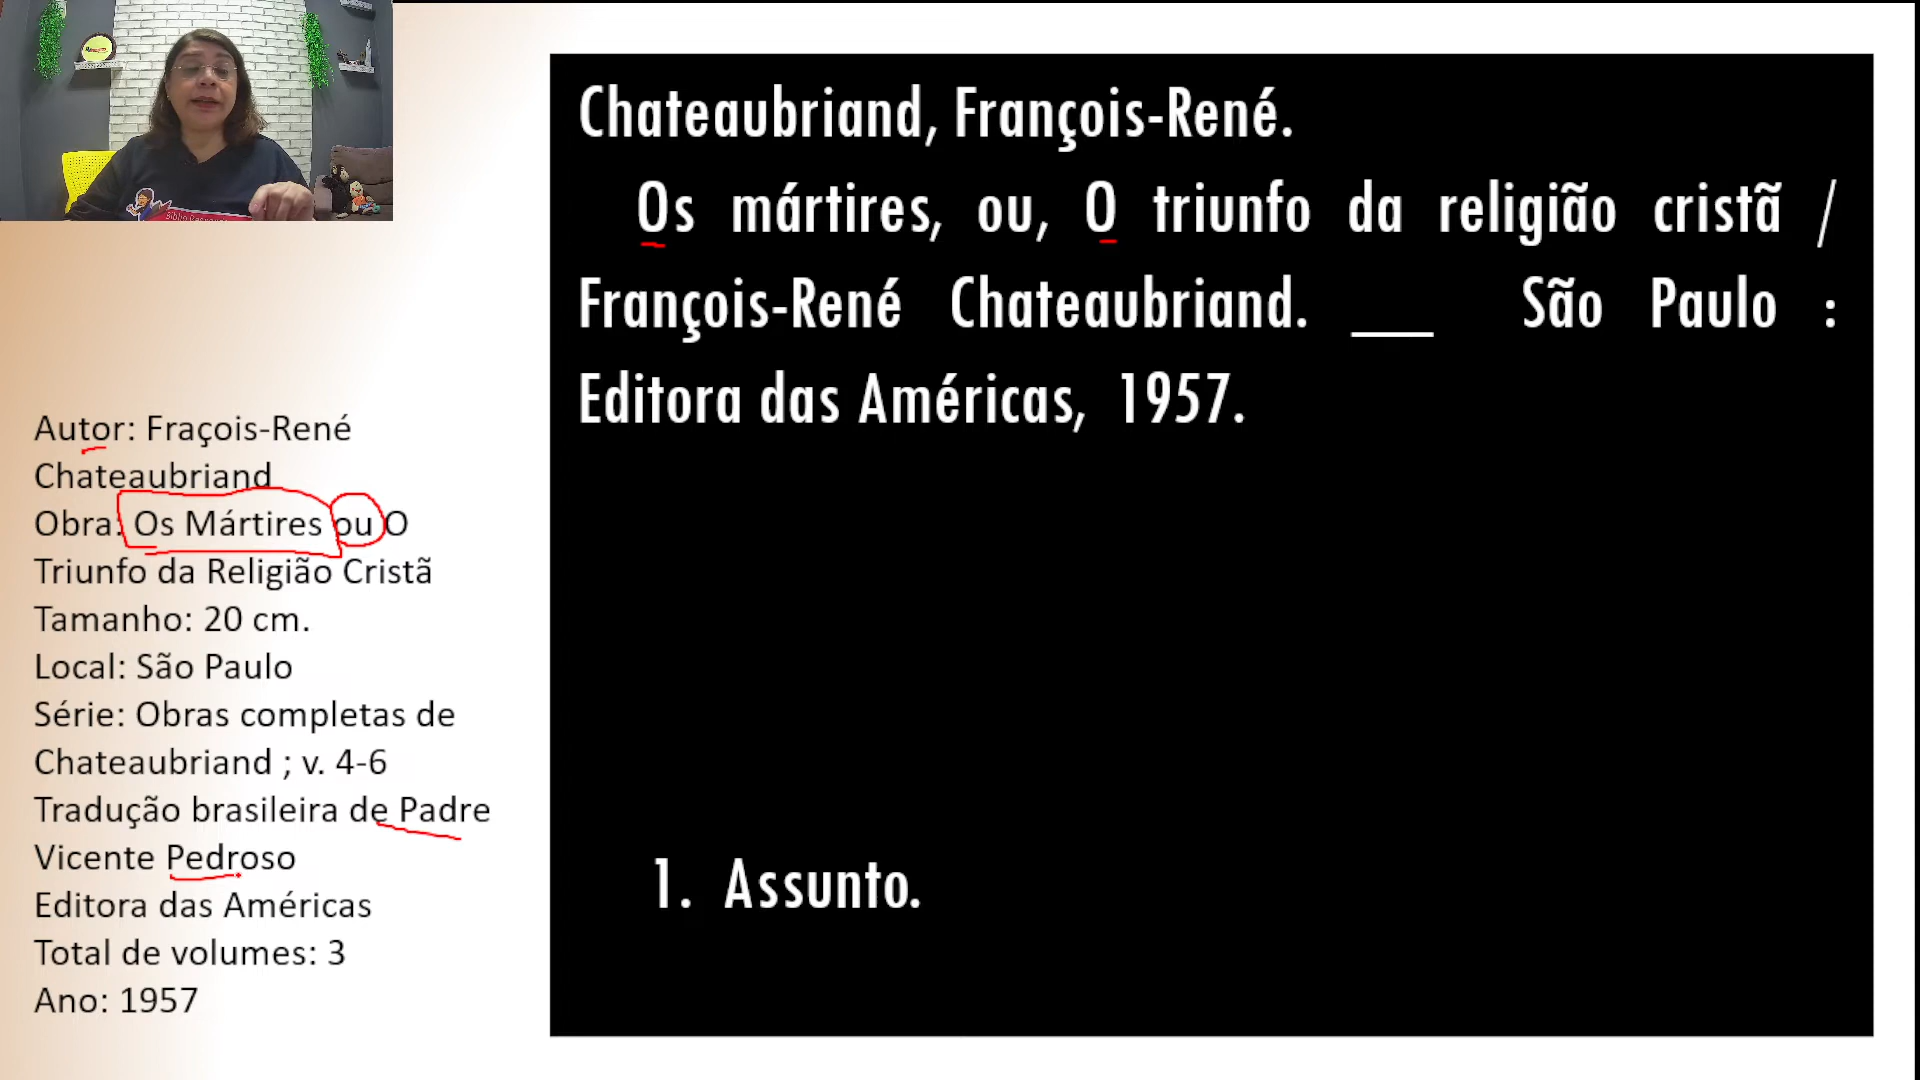 Chateaubriand, François-René.
Os mártires, ou, O triunfo da religião cristã /
François-René Chateaubriand. __ São Paulo :
Editora das Américas, 1957.
1. Assunto.
Autor: Fraçois-René
Chateaubriand
Obra: Os Mártires ou O
Triunfo da Religião Cristã
Tamanho: 20 cm.
Local: São Paulo
Série: Obras completas de
Chateaubriand ; v. 4-6
Tradução brasileira de Padre
Vicente Pedroso
Editora das Américas
Total de volumes: 3
Ano: 1957